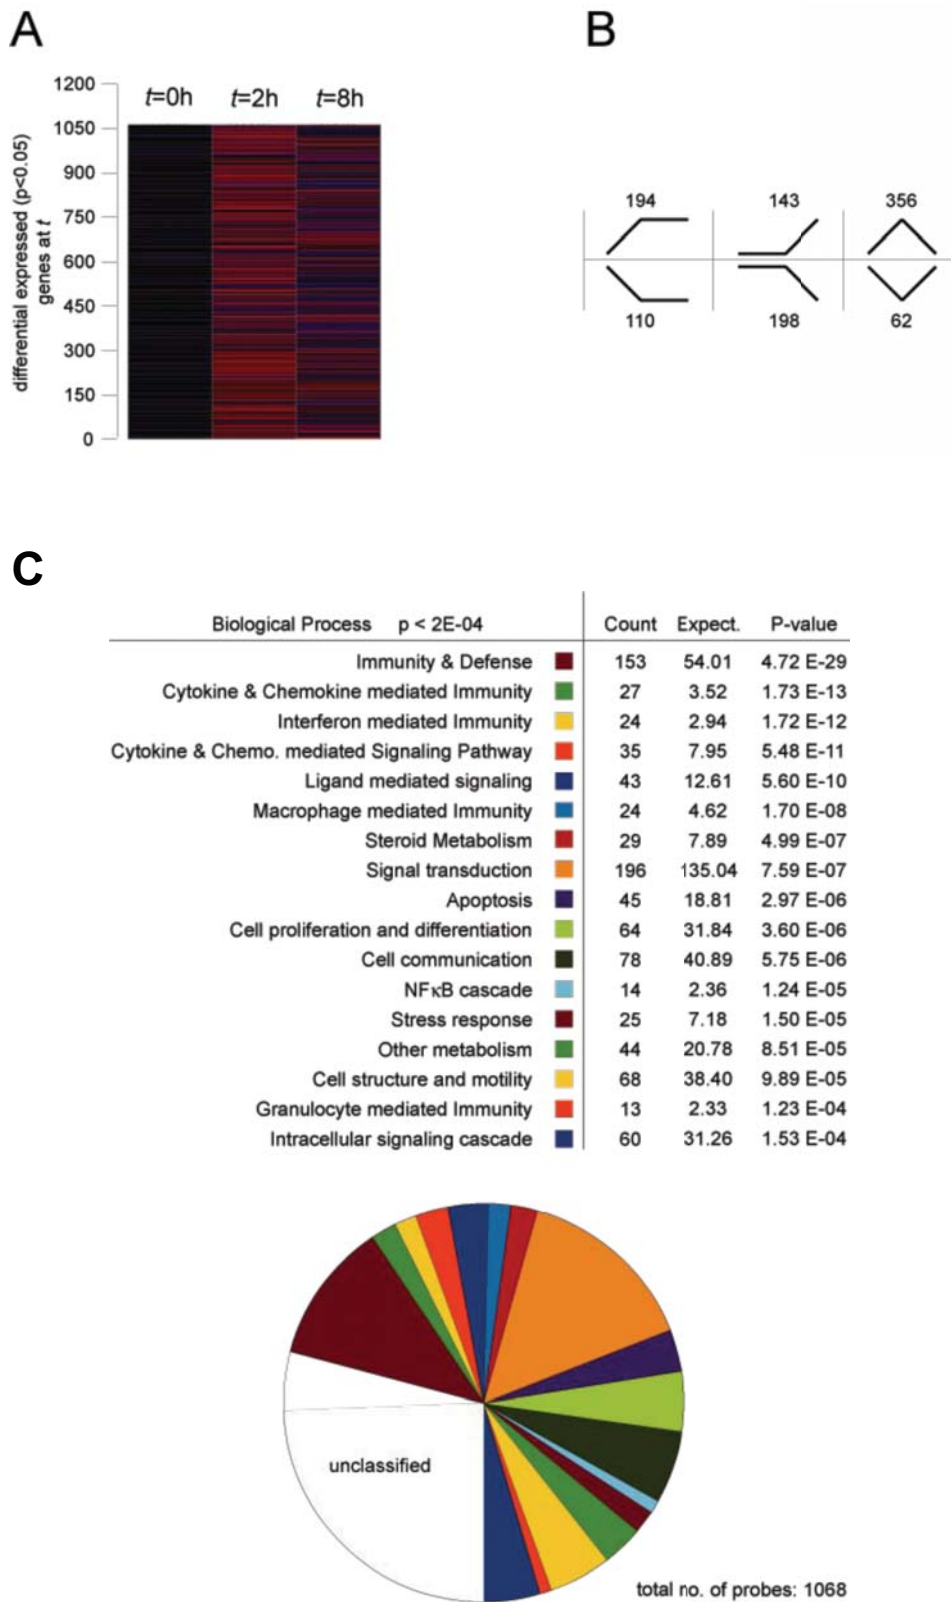 A
B
1200
t=0h t=2h t=8h
1050
900
750
600
450
300
150
0
differential expressed (p<0.05)
genes at t
194 143 356
110 198 62
C
Biological Process p < 2E-04 Count Expect. P-value
Immunity & Defense 153 54.01 4.72 E-29
Cytokine & Chemokine mediated Immunity 27 3.52 1.73 E-13
Interferon mediated Immunity 24 2.94 1.72 E-12
Cytokine & Chemo. mediated Signaling Pathway 35 7.95 5.48 E-11
Ligand mediated signaling 43 12.61 5.60 E-10
Macrophage mediated Immunity 24 4.62 1.70 E-08
Steroid Metabolism 29 7.89 4.99 E-07
Signal transduction 196 135.04 7.59 E-07
Apoptosis 45 18.81 2.97 E-06
Cell proliferation and differentiation 64 31.84 3.60 E-06
Cell communication 78 40.89 5.75 E-06
NFκB cascade 14 2.36 1.24 E-05
Stress response 25 7.18 1.50 E-05
Other metabolism 44 20.78 8.51 E-05
Cell structure and motility 68 38.40 9.89 E-05
Granulocyte mediated Immunity 13 2.33 1.23 E-04
Intracellular signaling cascade 60 31.26 1.53 E-04
unclassified
total no. of probes: 1068